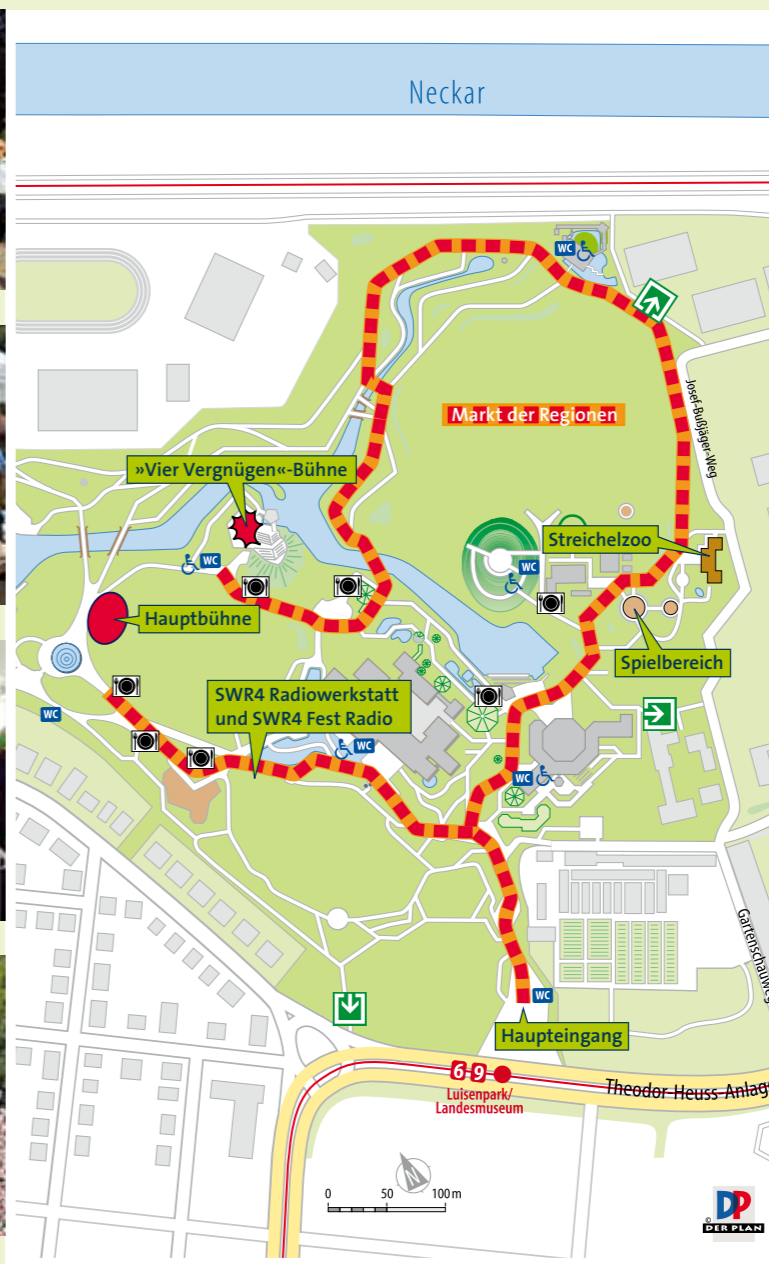 Neckar
WC
Josef-Bußjäger-Weg
Markt der Regionen
»Vier Vergnügen«-Bühne
Streichelzoo
WC
WC
Hauptbühne
Spielbereich
SWR4 Radiowerkstatt
und SWR4 Fest Radio
WC
WC
WC
Gartenschauweg
WC
Haupteingang
6 9
Luisenpark/
Landesmuseum
Theodor-Heuss-Anlag
N
0 50 100 m
©
DP
DER PLAN